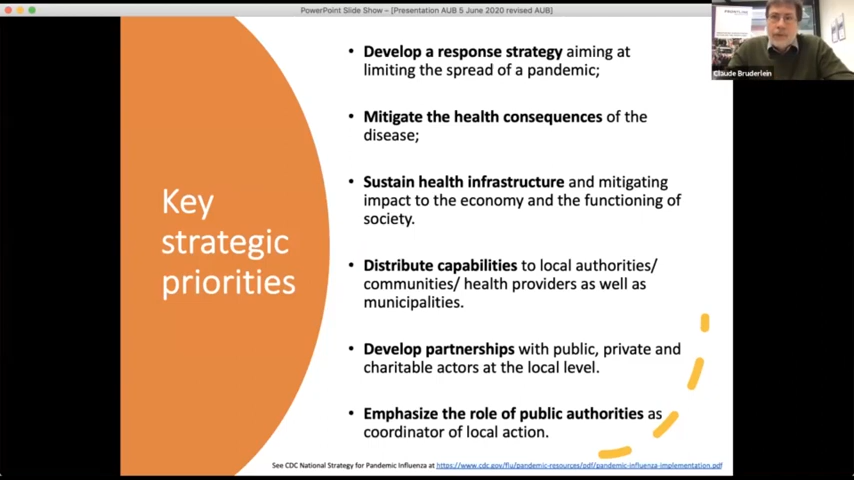 PowerPoint Slide Show – [Presentation AUB 5 June 2020 revised AUB]
Claude Bruderlein
Key
strategic
priorities
• Develop a response strategy aiming at
limiting the spread of a pandemic;
• Mitigate the health consequences of the
disease;
• Sustain health infrastructure and mitigating
impact to the economy and the functioning of
society.
• Distribute capabilities to local authorities/
communities/ health providers as well as
municipalities.
• Develop partnerships with public, private and
charitable actors at the local level.
• Emphasize the role of public authorities as
coordinator of local action.
See CDC National Strategy for Pandemic Influenza at https://www.cdc.gov/flu/pandemic-resources/pdf/pandemic-influenza-implementation.pdf